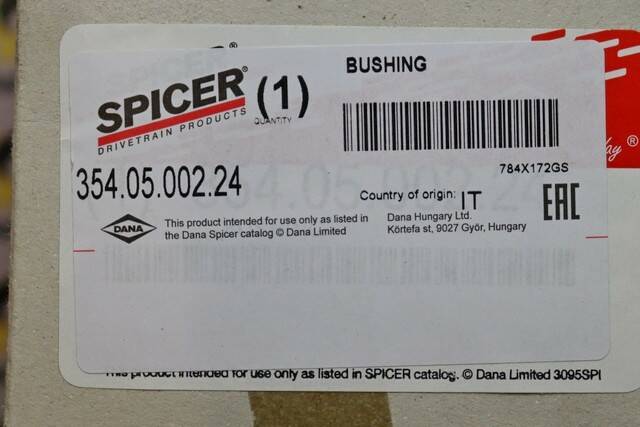 BUSHING
SPICER®
(1)
QUANTITY
DRIVETRAIN PRODUCTS
784X172GS
354.05.002.24
Country of origin: IT
EAC
DANA
This product intended for use only as listed in
the Dana Spicer catalog © Dana Limited
Dana Hungary Ltd.
Körtefa st, 9027 Győr, Hungary
This product intended for use only as listed in SPICER catalog. © Dana Limited 3095SPI